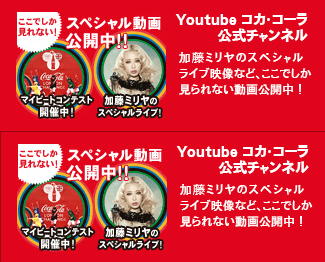 ここでしか
見れない!
スペシャル動画
公開中!!
マイビートコンテスト
開催中!
加藤ミリヤの
スペシャルライブ!
Youtube コカ･コーラ
公式チャンネル
加藤ミリヤのスペシャル
ライブ映像など、ここでしか
見られない動画公開中!
ここでしか
見れない!
スペシャル動画
公開中!!
マイビートコンテスト
開催中!
加藤ミリヤの
スペシャルライブ!
Youtube コカ･コーラ
公式チャンネル
加藤ミリヤのスペシャル
ライブ映像など、ここでしか
見られない動画公開中!